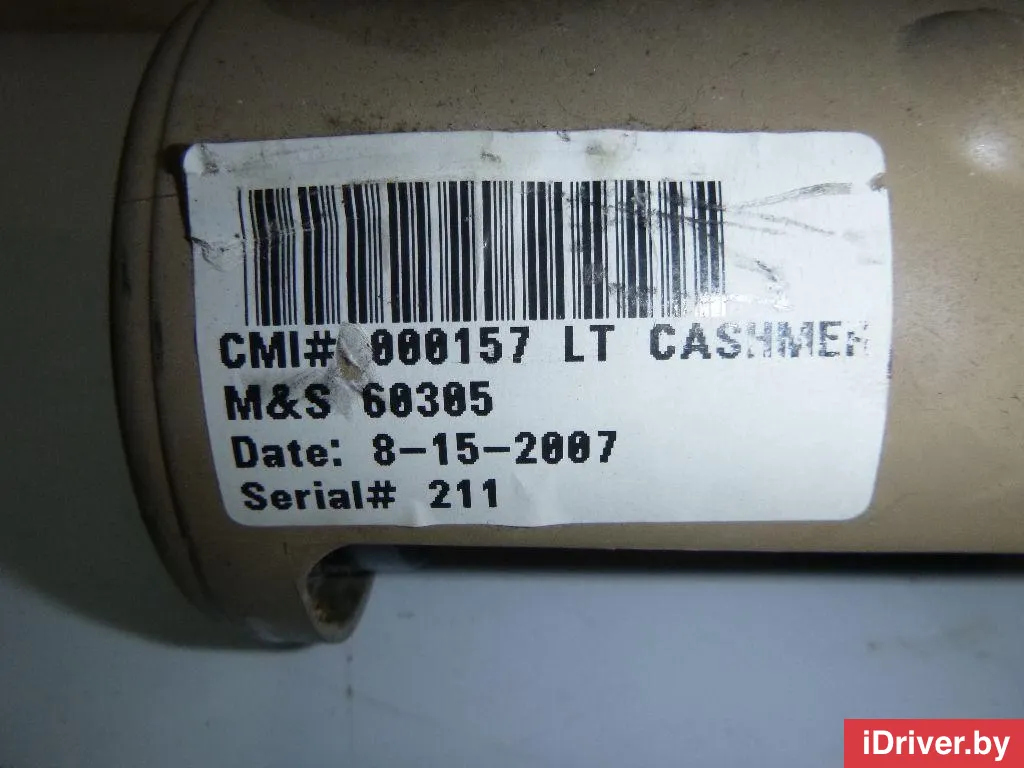 CMI# 000157 LT CASHMER
M&S 60305
Date: 8-15-2007
Serial# 211
iDriver.by